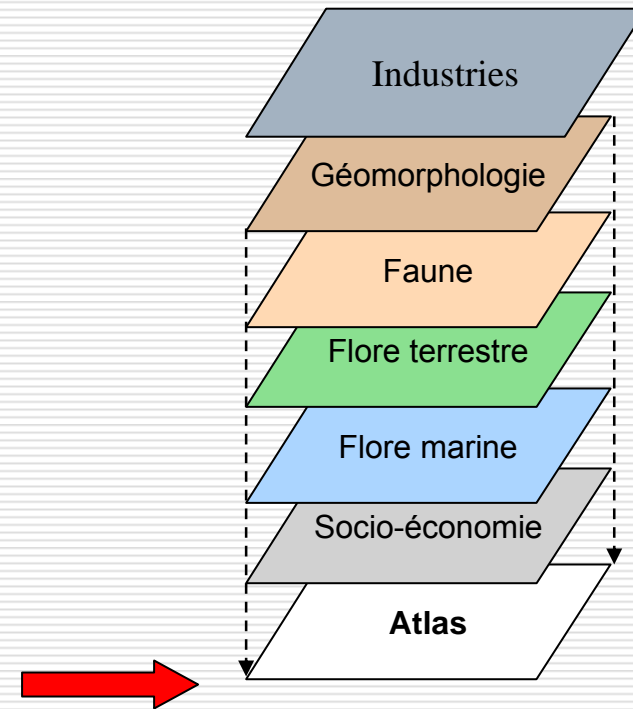 Industries
Géomorphologie
Faune
Flore terrestre
Flore marine
Socio-économie
Atlas